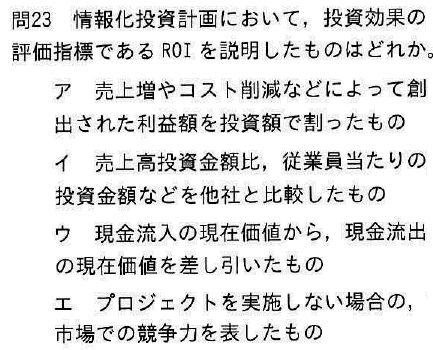 問23　情報化投資計画において，投資効果の
評価指標であるROIを説明したものはどれか。
ア　売上増やコスト削減などによって創
出された利益額を投資額で割ったもの
イ　売上高投資金額比，従業員当たりの
投資金額などを他社と比較したもの
ウ　現金流入の現在価値から，現金流出
の現在価値を差し引いたもの
エ　プロジェクトを実施しない場合の，
市場での競争力を表したもの